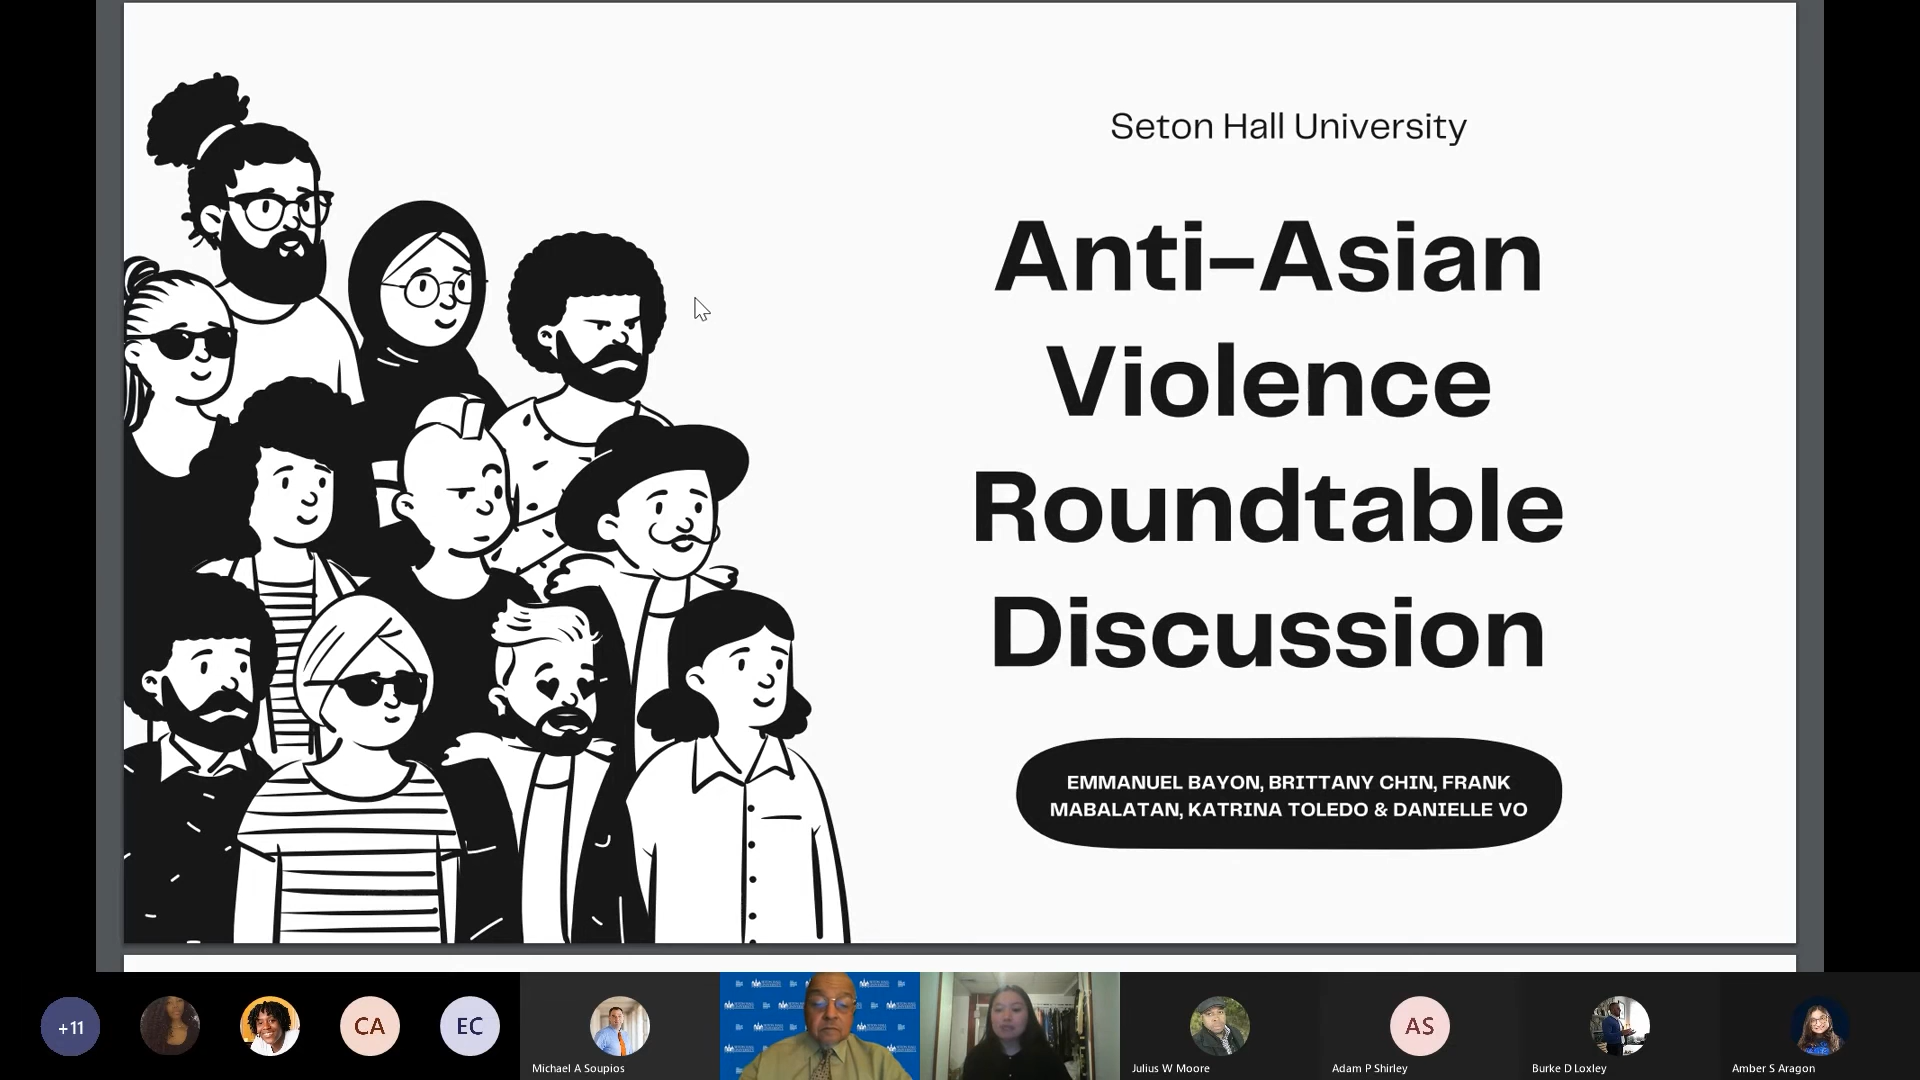 Seton Hall University
Anti-Asian
Violence
Roundtable
Discussion
EMMANUEL BAYON, BRITTANY CHIN, FRANK
MABALATAN, KATRINA TOLEDO & DANIELLE VO
+11
CA
EC
Michael A Soupios
Julius W Moore
AS
Adam P Shirley
Burke D Loxley
Amber S Aragon